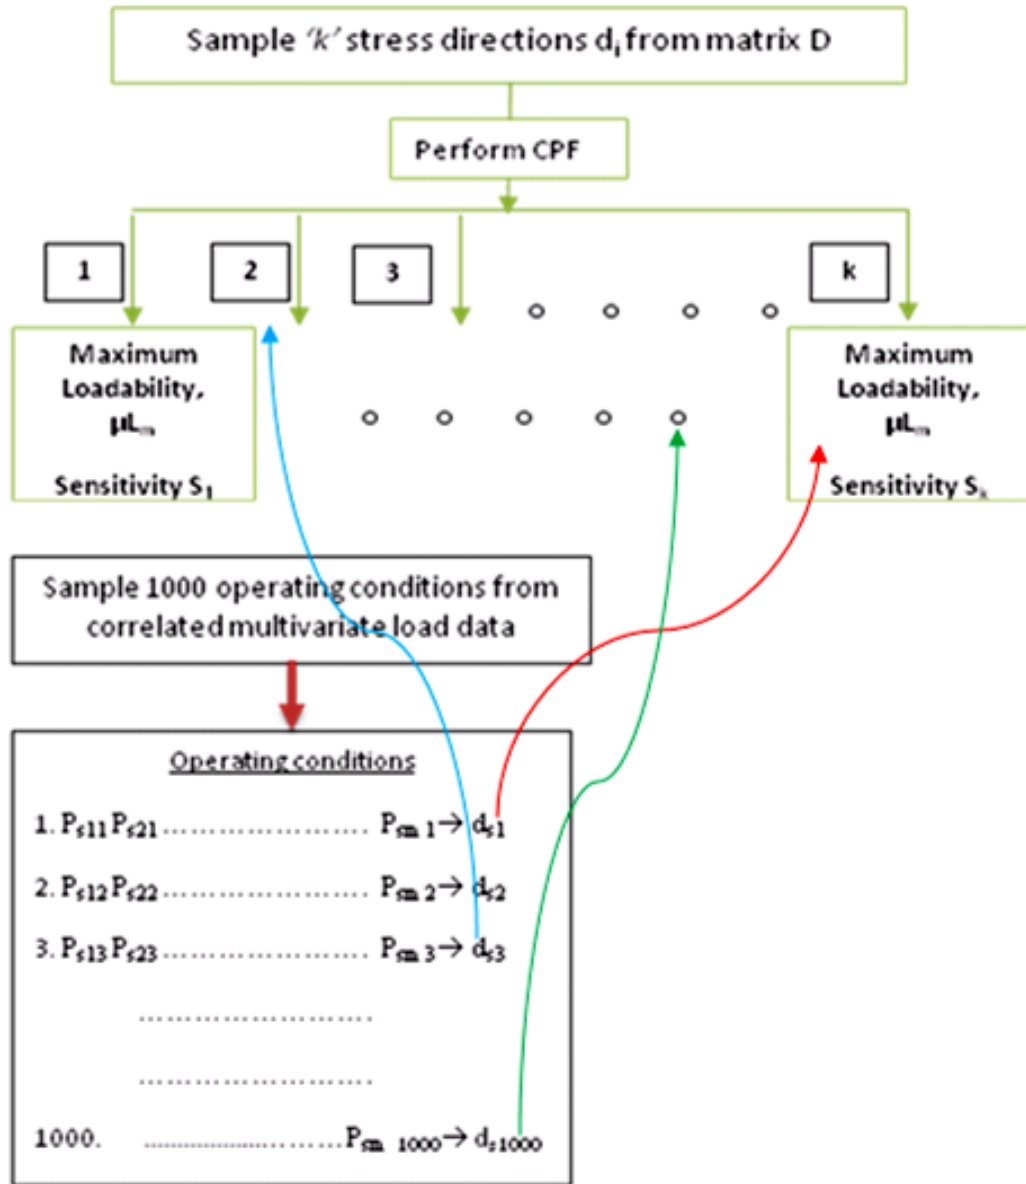 Sample ‘k’ stress directions dᵢ from matrix D
Perform CPF
1
2
3
k
Maximum
Loadability,
μLₘ
Sensitivity S₁
Maximum
Loadability,
μLₘ
Sensitivity Sₖ
Sample 1000 operating conditions from
correlated multivariate load data
Operating conditions
1. Pₛ₁₁ Pₛ₂₁ ........................... Pₛₘ ₁→ dₛ₁
2. Pₛ₁₂ Pₛ₂₂ ........................... Pₛₘ ₂→ dₛ₂
3. Pₛ₁₃ Pₛ₂₃ ........................... Pₛₘ ₃→ dₛ₃
..............................
..............................
1000. ......................... Pₛₘ ₁₀₀₀→ dₛ₁₀₀₀